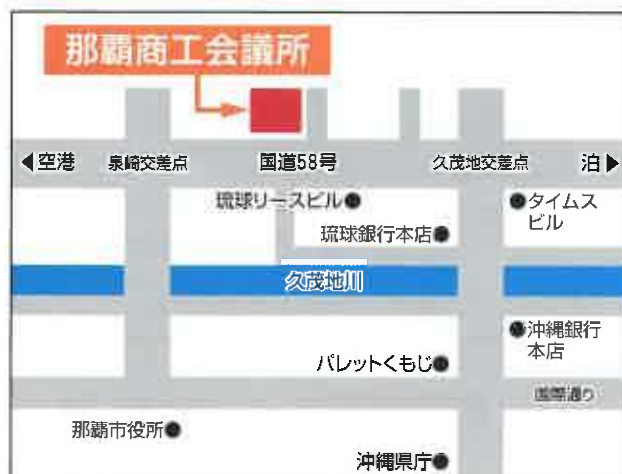 那覇商工会議所
◀空港
泉崎交差点
国道58号
久茂地交差点
泊▶
琉球リースビル●
●タイムス
ビル
琉球銀行本店●
久茂地川
●沖縄銀行
本店
パレットくもじ●
国際通り
那覇市役所●
沖縄県庁●